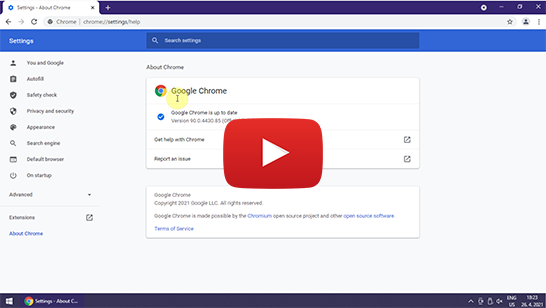 Settings - About Chrome
Chrome | chrome://settings/help
Settings
Search settings
You and Google
Autofill
Safety check
Privacy and security
Appearance
Search engine
Default browser
On startup
Advanced
Extensions
About Chrome
About Chrome
Google Chrome
Google Chrome is up to date
Version 90.0.4430.85 (Offi
Get help with Chrome
Report an issue
Google Chrome
Copyright 2021 Google LLC. All rights reserved.
Google Chrome is made possible by the Chromium open source project and other open source software.
Terms of Service
Settings - About C...
ENG
US
18:23
26. 4. 2021